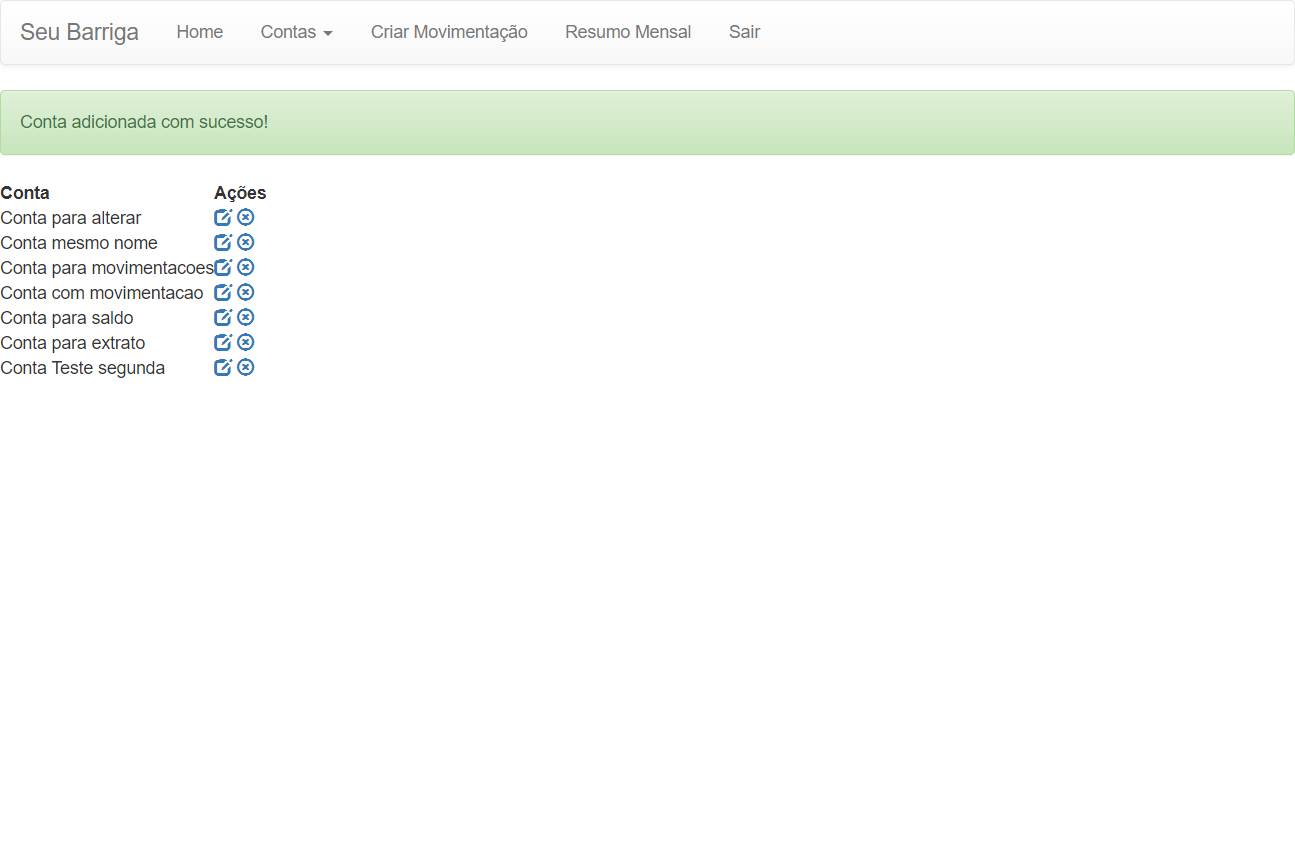 Seu Barriga Home Contas Criar Movimentação Resumo Mensal Sair
Conta adicionada com sucesso!
Conta Ações
Conta para alterar
Conta mesmo nome
Conta para movimentacoes
Conta com movimentacao
Conta para saldo
Conta para extrato
Conta Teste segunda